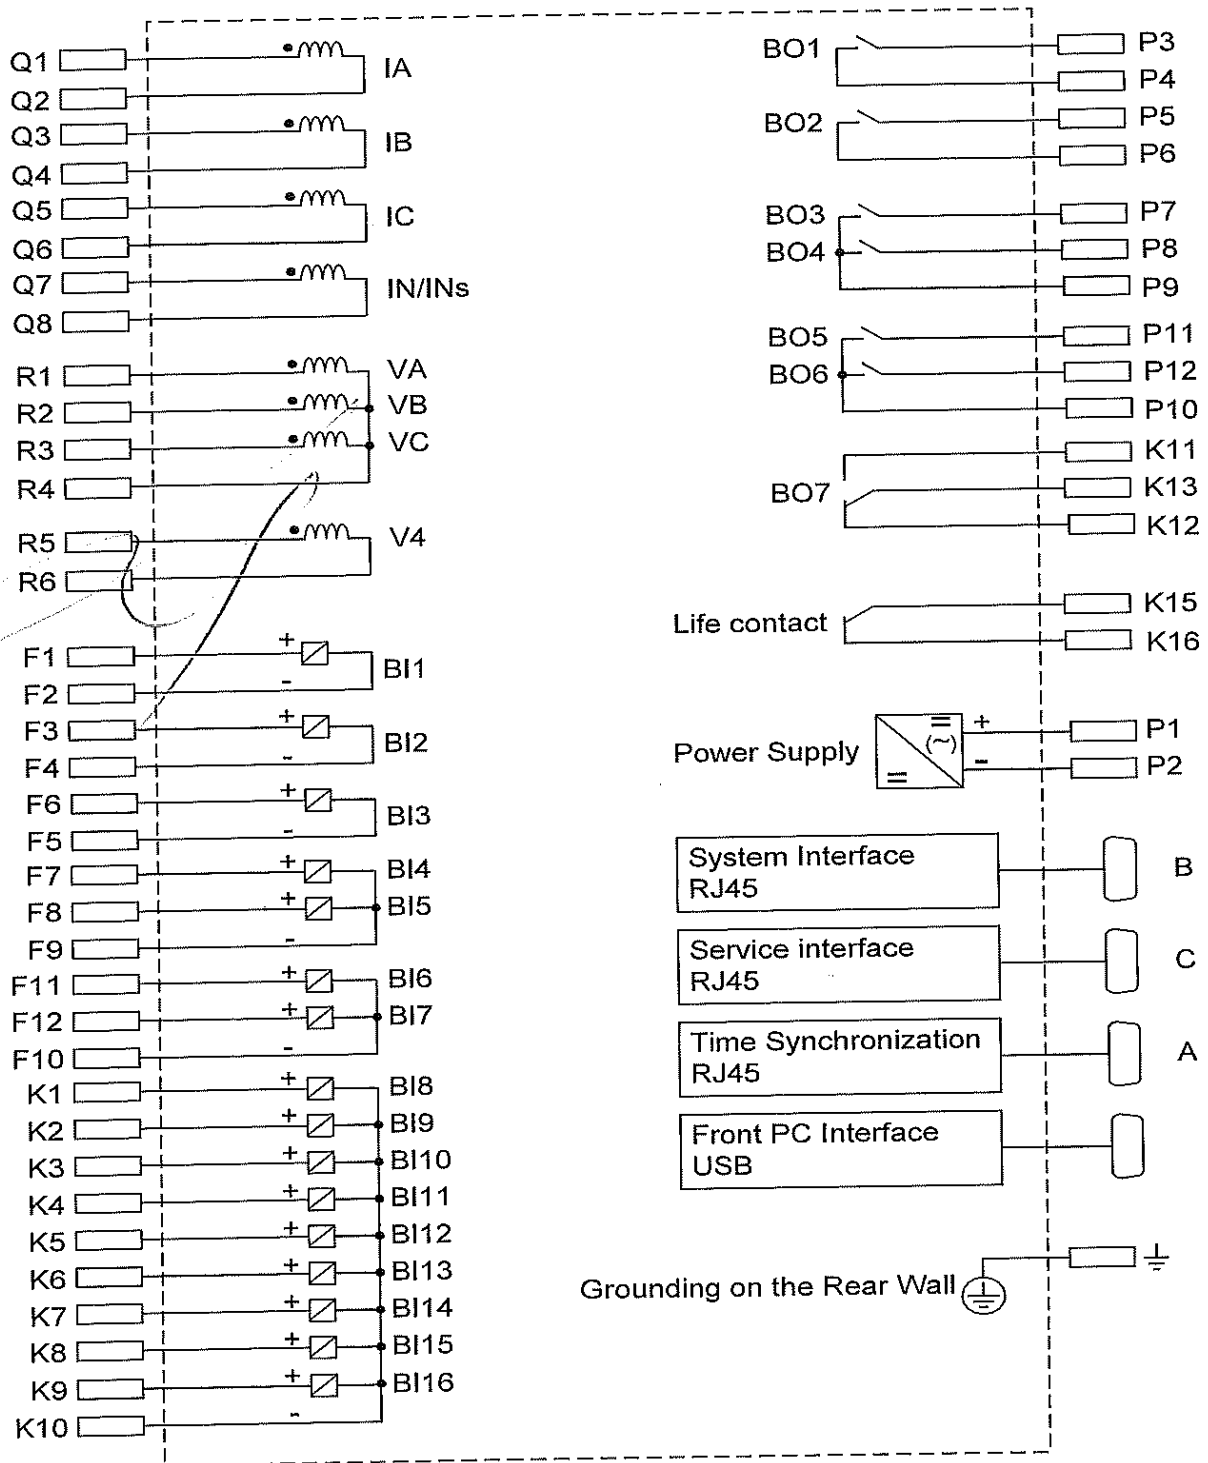 Q1 IA
Q2
Q3 IB
Q4
Q5 IC
Q6
Q7 IN/INs
Q8
R1 VA
R2 VB
R3 VC
R4
R5 V4
R6
F1 + BI1
F2 -
F3 + BI2
F4 -
F6 + BI3
F5 -
F7 + BI4
F8 + BI5
F9 -
F11 + BI6
F12 + BI7
F10 -
K1 + BI8
K2 + BI9
K3 + BI10
K4 + BI11
K5 + BI12
K6 + BI13
K7 + BI14
K8 + BI15
K9 + BI16
K10 -
BO1 P3
P4
BO2 P5
P6
BO3 P7
BO4 P8
P9
BO5 P11
BO6 P12
P10
K11
BO7 K13
K12
Life contact K15
K16
Power Supply = (~) = + P1
- P2
System Interface
RJ45
B
Service interface
RJ45
C
Time Synchronization
RJ45
A
Front PC Interface
USB
Grounding on the Rear Wall